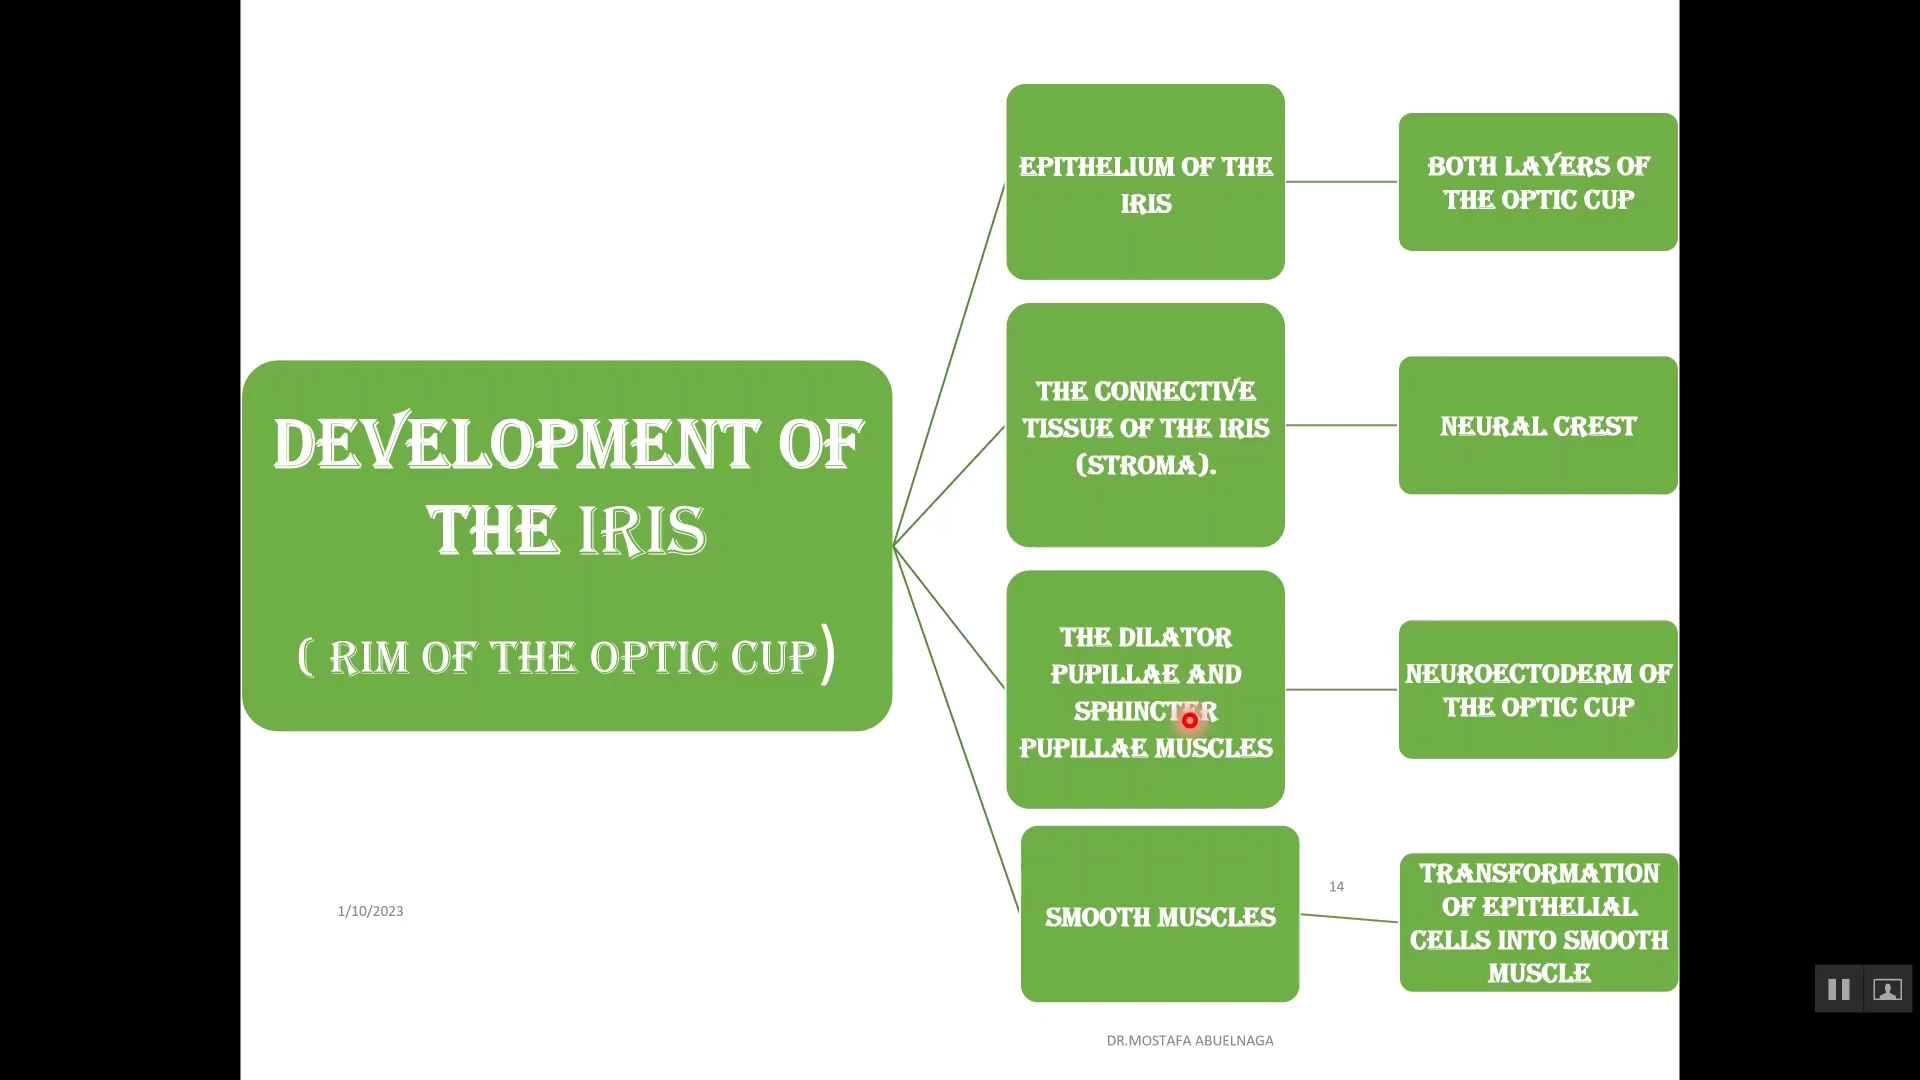 DEVELOPMENT OF
THE IRIS
( RIM OF THE OPTIC CUP)
EPITHELIUM OF THE
IRIS
BOTH LAYERS OF
THE OPTIC CUP
THE CONNECTIVE
TISSUE OF THE IRIS
(STROMA).
NEURAL CREST
THE DILATOR
PUPILLAE AND
SPHINCTER
PUPILLAE MUSCLES
NEUROECTODERM OF
THE OPTIC CUP
SMOOTH MUSCLES
TRANSFORMATION
OF EPITHELIAL
CELLS INTO SMOOTH
MUSCLE
14
1/10/2023
DR.MOSTAFA ABUELNAGA